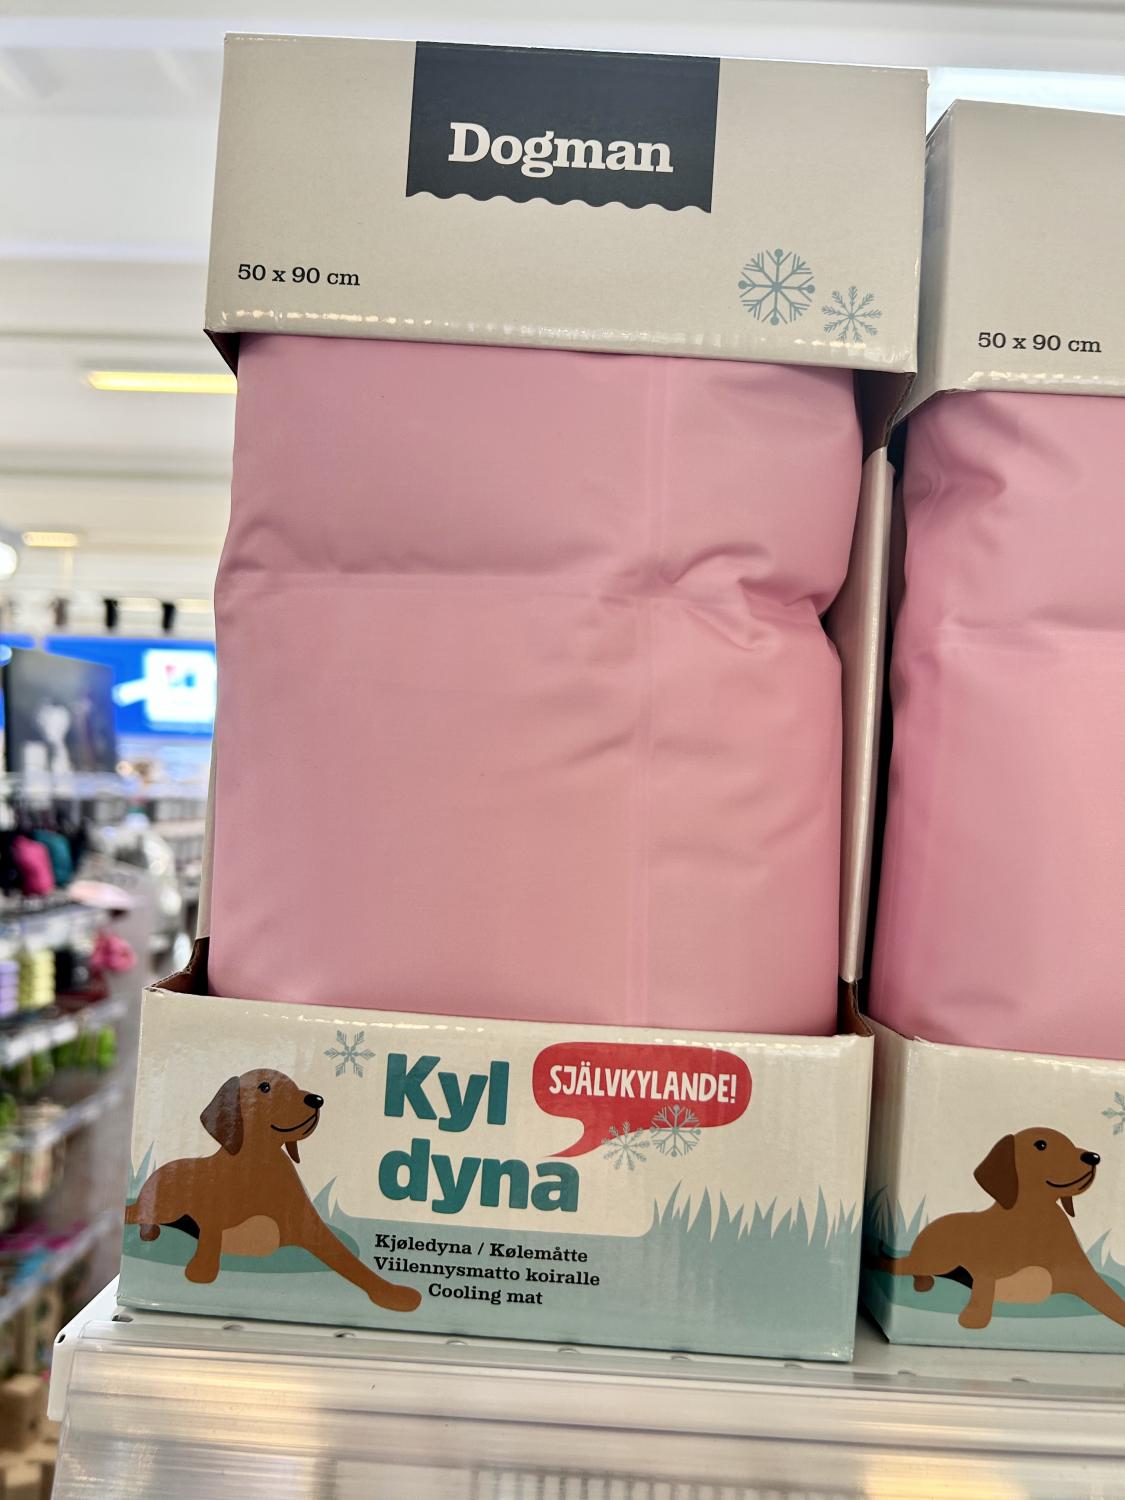 Dogman
50 x 90 cm
50 x 90 cm
Kyl
dyna
SJÄLVKYLANDE!
Kjøledyna / Kølemåtte
Viilennysmatto koiralle
Cooling mat